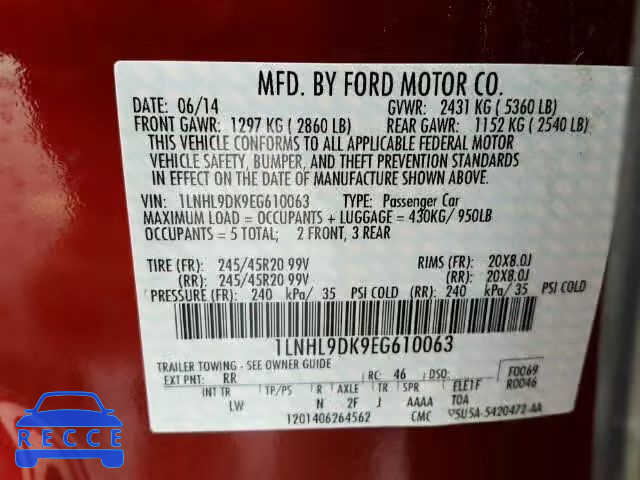 MFD. BY FORD MOTOR CO.
DATE: 06/14 GVWR: 2431 KG ( 5360 LB)
FRONT GAWR: 1297 KG ( 2860 LB) REAR GAWR: 1152 KG ( 2540 LB)
THIS VEHICLE CONFORMS TO ALL APPLICABLE FEDERAL MOTOR
VEHICLE SAFETY, BUMPER, AND THEFT PREVENTION STANDARDS
IN EFFECT ON THE DATE OF MANUFACTURE SHOWN ABOVE.
VIN: 1LNHL9DK9EG610063 TYPE: Passenger Car
MAXIMUM LOAD = OCCUPANTS + LUGGAGE = 430KG/ 950LB
OCCUPANTS = 5 TOTAL; 2 FRONT, 3 REAR
TIRE (FR): 245/45R20 99V RIMS (FR): 20X8.0J
(RR): 245/45R20 99V (RR): 20X8.0J
PRESSURE (FR): 240 kPa/ 35 PSI COLD (RR): 240 kPa/ 35 PSI COLD
1LNHL9DK9EG610063
TRAILER TOWING - SEE OWNER GUIDE
EXT PNT: RR RC: 46 DSO: F0069
INT TR TP/PS R AXLE TR SPR ELE1F R0046
LW N 2F J AAAA TOA
1201406264562 CMC 5U5A-5420472-AA
RECCE